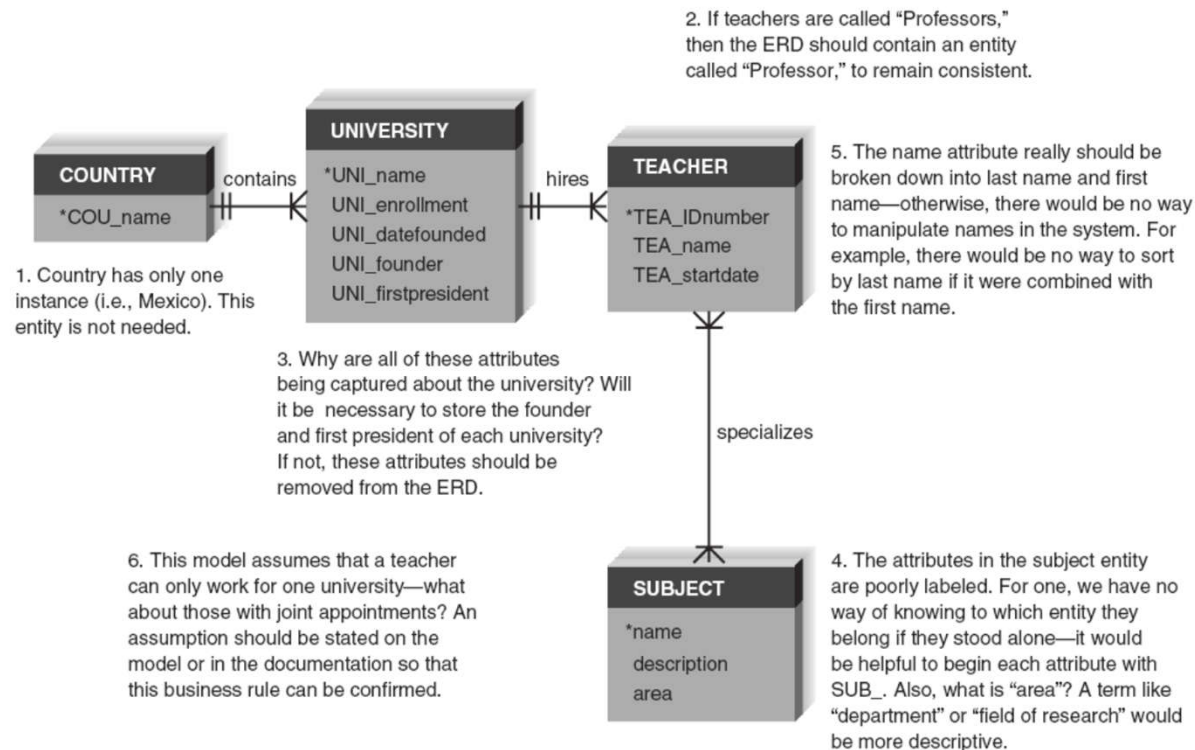 2. If teachers are called “Professors,”
then the ERD should contain an entity
called “Professor,” to remain consistent.
COUNTRY
*COU_name
contains
UNIVERSITY
*UNI_name
UNI_enrollment
UNI_datefounded
UNI_founder
UNI_firstpresident
hires
TEACHER
*TEA_IDnumber
TEA_name
TEA_startdate
5. The name attribute really should be
broken down into last name and first
name—otherwise, there would be no way
to manipulate names in the system. For
example, there would be no way to sort
by last name if it were combined with
the first name.
1. Country has only one
instance (i.e., Mexico). This
entity is not needed.
3. Why are all of these attributes
being captured about the university? Will
it be necessary to store the founder
and first president of each university?
If not, these attributes should be
removed from the ERD.
specializes
6. This model assumes that a teacher
can only work for one university—what
about those with joint appointments? An
assumption should be stated on the
model or in the documentation so that
this business rule can be confirmed.
SUBJECT
*name
description
area
4. The attributes in the subject entity
are poorly labeled. For one, we have no
way of knowing to which entity they
belong if they stood alone—it would
be helpful to begin each attribute with
SUB_. Also, what is “area”? A term like
“department” or “field of research” would
be more descriptive.